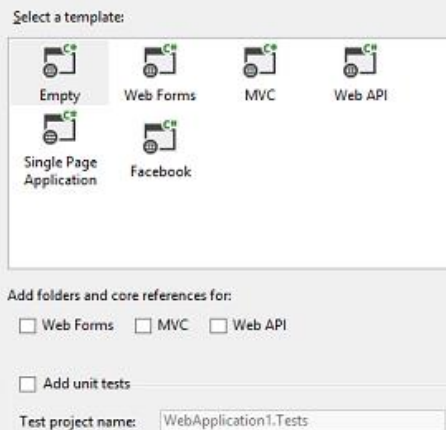 Select a template:
C# C# C# C#
Empty Web Forms MVC Web API
C# C#
Single Page
Application Facebook
Add folders and core references for:
Web Forms MVC Web API
Add unit tests
Test project name: WebApplication1.Tests